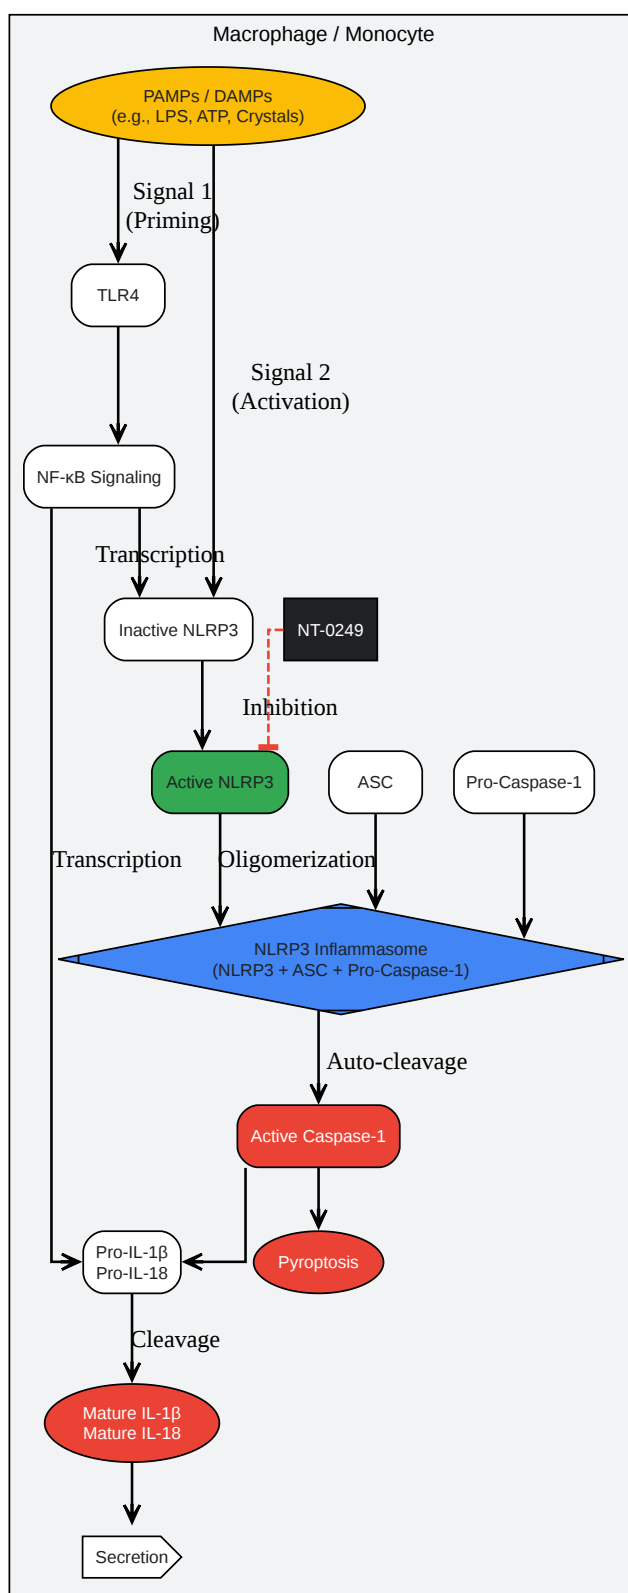 Macrophage / Monocyte
PAMPs / DAMPs
(e.g., LPS, ATP, Crystals)
Signal 1
(Priming)
TLR4
Signal 2
(Activation)
NF-κB Signaling
Transcription
Inactive NLRP3
NT-0249
Inhibition
Active NLRP3
ASC
Pro-Caspase-1
Transcription
Oligomerization
NLRP3 Inflammasome
(NLRP3 + ASC + Pro-Caspase-1)
Auto-cleavage
Active Caspase-1
Pro-IL-1β
Pro-IL-18
Pyroptosis
Cleavage
Mature IL-1β
Mature IL-18
Secretion